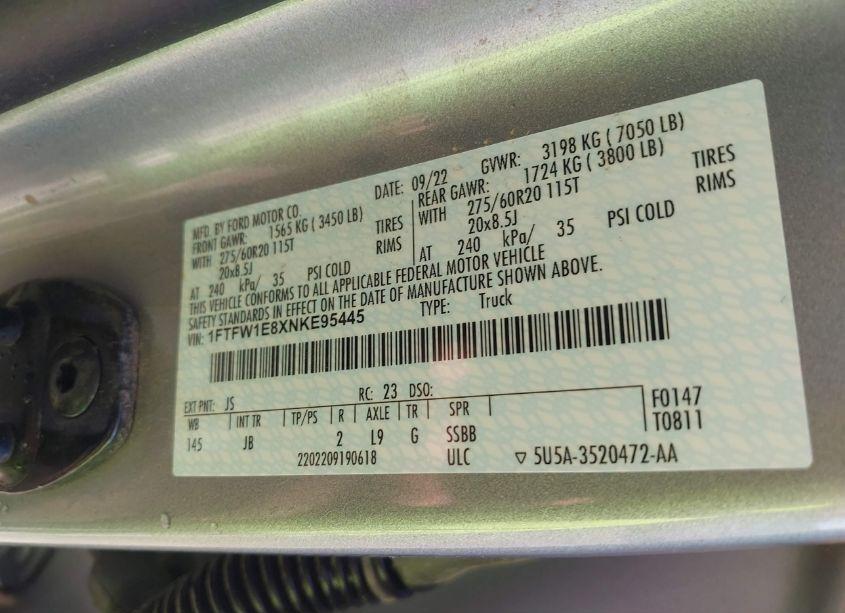 MFD. BY FORD MOTOR CO. DATE: 09/22 GVWR: 3198 KG ( 7050 LB)
FRONT GAWR: 1565 KG ( 3450 LB) REAR GAWR: 1724 KG ( 3800 LB)
WITH 275/60R20 115T TIRES WITH 275/60R20 115T TIRES
20x8.5J RIMS 20x8.5J RIMS
AT 240 kPa/ 35 PSI COLD AT 240 kPa/ 35 PSI COLD
THIS VEHICLE CONFORMS TO ALL APPLICABLE FEDERAL MOTOR VEHICLE
SAFETY STANDARDS IN EFFECT ON THE DATE OF MANUFACTURE SHOWN ABOVE.
VIN: 1FTFW1E8XNKE95445 TYPE: Truck
EXT PNT: JS RC: 23 DSO: F0147
WB INT TR TP/PS R AXLE TR SPR T0811
145 JB 2 L9 G SSBB
2202209190618 ULC ▽ 5U5A-3520472-AA